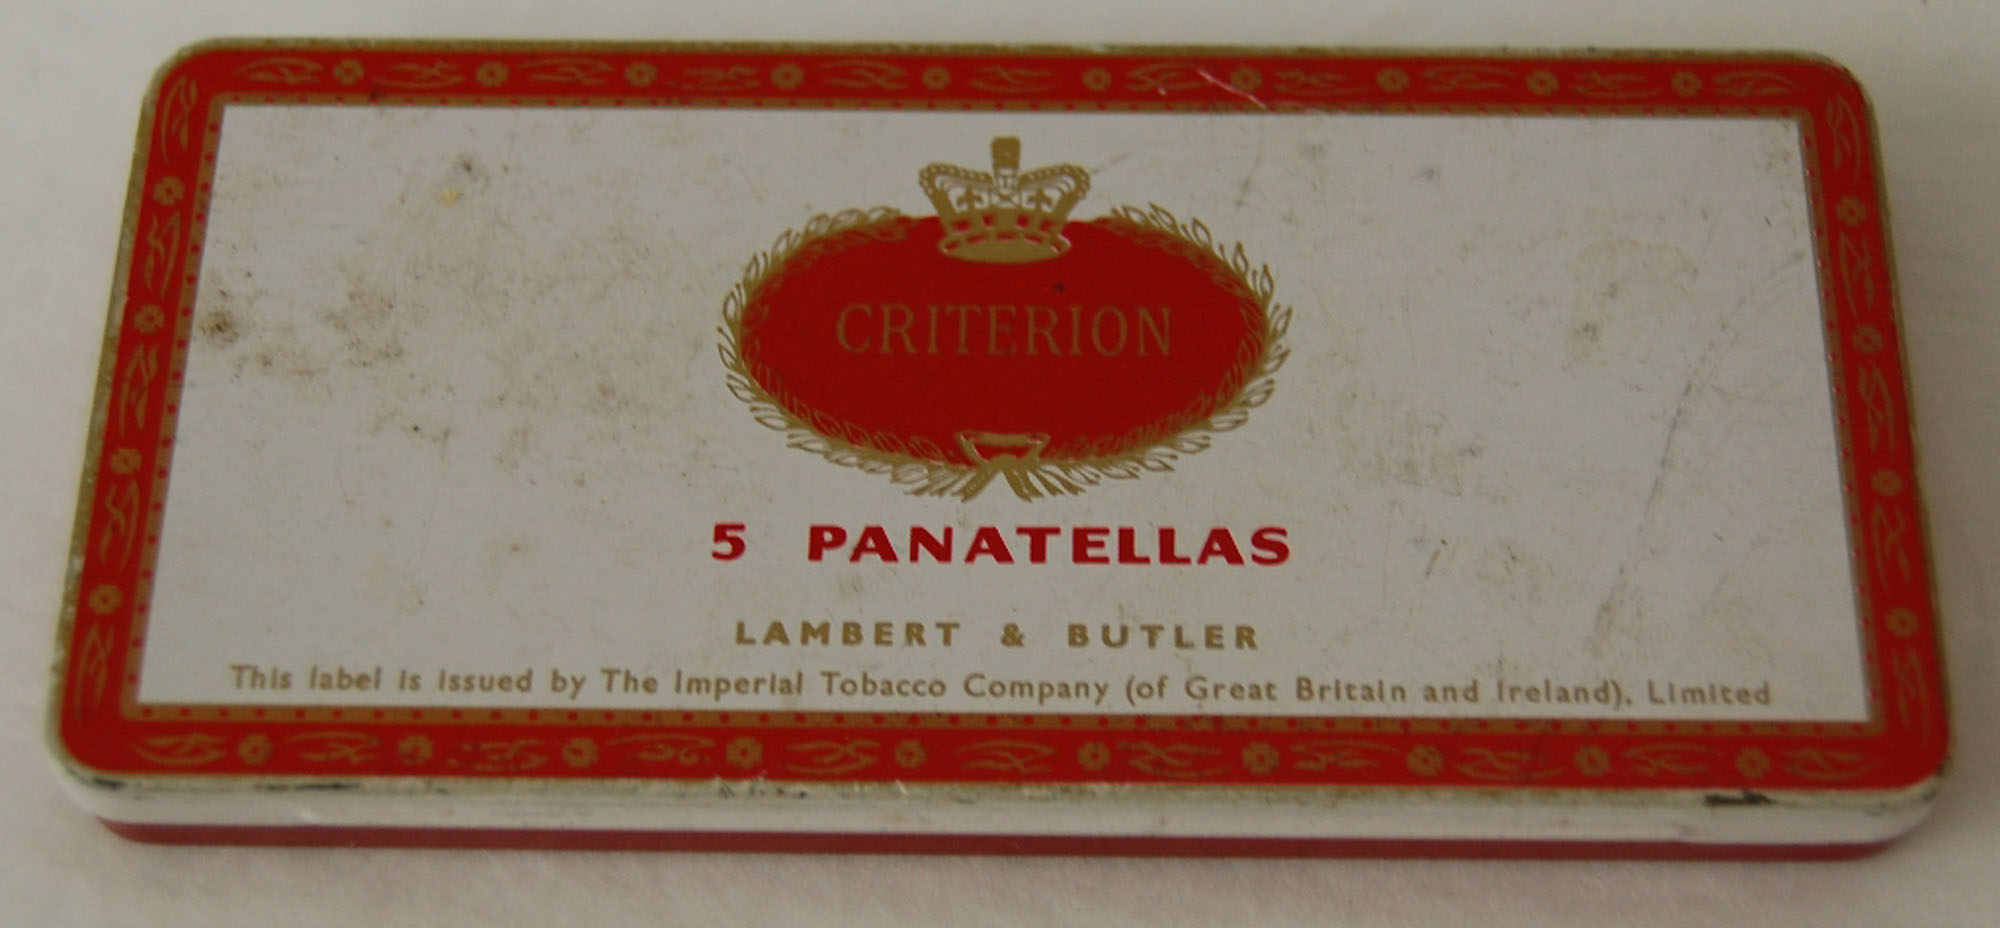 CRITERION
5 PANATELLAS
LAMBERT & BUTLER
This label is issued by The Imperial Tobacco Company (of Great Britain and Ireland), Limited